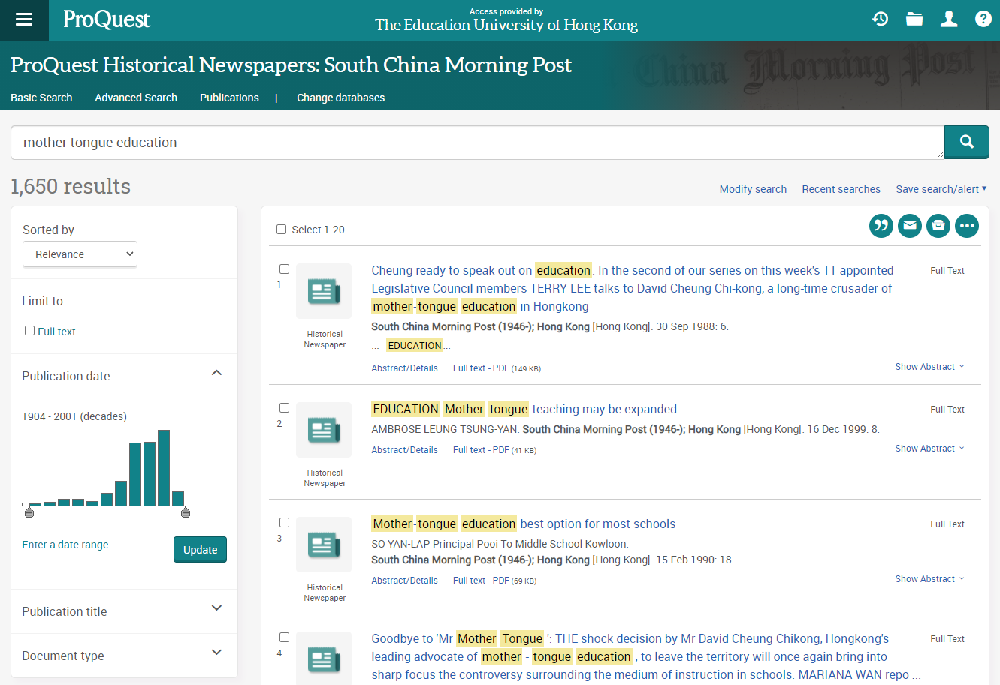 ProQuest
Access provided by
The Education University of Hong Kong
ProQuest Historical Newspapers: South China Morning Post
China Morning Post
Basic Search
Advanced Search
Publications
|
Change databases
mother tongue education
1,650 results
Modify search
Recent searches
Save search/alert
Sorted by
Relevance
Limit to
Full text
Publication date
1904 - 2001 (decades)
Enter a date range
Update
Publication title
Document type
Select 1-20
1
Historical
Newspaper
Cheung ready to speak out on education: In the second of our series on this week's 11 appointed
Legislative Council members TERRY LEE talks to David Cheung Chi-kong, a long-time crusader of
mother-tongue education in Hongkong
South China Morning Post (1946-); Hong Kong [Hong Kong]. 30 Sep 1988: 6.
... EDUCATION...
Abstract/Details
Full text - PDF (149 KB)
Full Text
Show Abstract
2
Historical
Newspaper
EDUCATION Mother-tongue teaching may be expanded
AMBROSE LEUNG TSUNG-YAN. South China Morning Post (1946-); Hong Kong [Hong Kong]. 16 Dec 1999: 8.
Abstract/Details
Full text - PDF (41 KB)
Full Text
Show Abstract
3
Historical
Newspaper
Mother-tongue education best option for most schools
SO YAN-LAP Principal Pooi To Middle School Kowloon.
South China Morning Post (1946-); Hong Kong [Hong Kong]. 15 Feb 1990: 18.
Abstract/Details
Full text - PDF (69 KB)
Full Text
Show Abstract
4
Goodbye to 'Mr Mother Tongue ': THE shock decision by Mr David Cheung Chikong, Hongkong's
leading advocate of mother - tongue education , to leave the territory will once again bring into
sharp focus the controversy surrounding the medium of instruction in schools. MARIANA WAN repo ...
Full Text